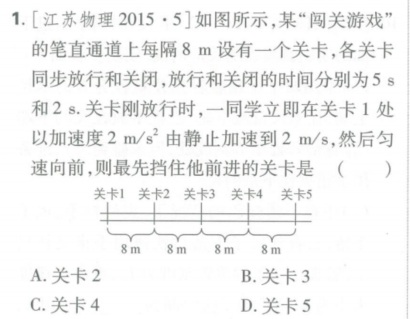 1. [江苏物理2015·5]如图所示,某“闯关游戏”
的笔直通道上每隔8 m设有一个关卡,各关卡
同步放行和关闭,放行和关闭的时间分别为5 s
和2 s. 关卡刚放行时,一同学立即在关卡1处
以加速度2 m/s²由静止加速到2 m/s,然后匀
速向前,则最先挡住他前进的关卡是 ( )
关卡1 关卡2 关卡3 关卡4 关卡5
8 m 8 m 8 m 8 m
A. 关卡2 B. 关卡3
C. 关卡4 D. 关卡5